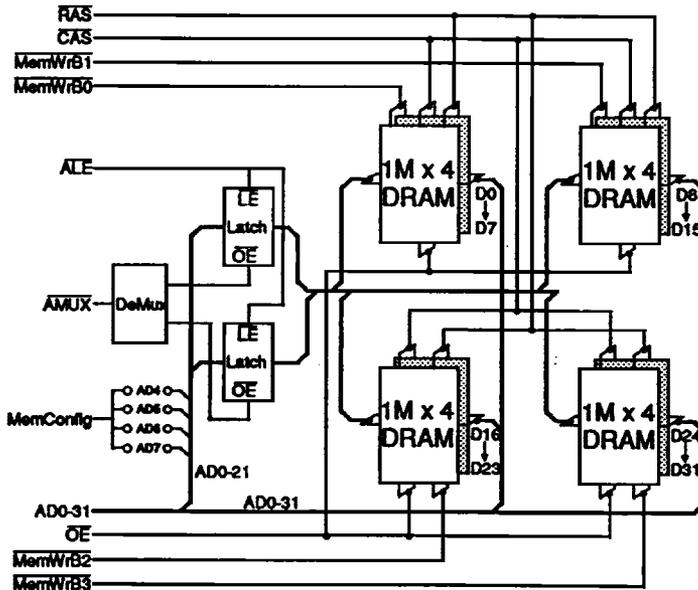 RAS
CAS
MemWrB1
MemWrB0
ALE
LE
Latch
OE
1M x 4
DRAM
D0
D7
1M x 4
DRAM
D8
D15
AMUX
DeMux
LE
Latch
OE
MemConfig
AD4
AD5
AD6
AD7
1M x 4
DRAM
D16
D23
1M x 4
DRAM
D24
D31
AD0-21
AD0-31
AD0-31
OE
MemWrB2
MemWrB3